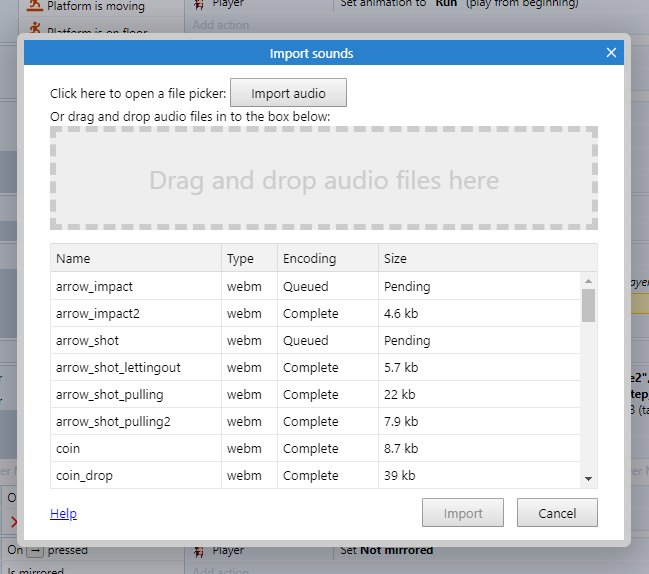 Platform is moving
Player
Set animation to "Run" (play from beginning)
Platform is on floor
Add action
Import sounds
Click here to open a file picker: Import audio
Or drag and drop audio files in to the box below:
Drag and drop audio files here
Name Type Encoding Size
arrow_impact webm Queued Pending
arrow_impact2 webm Complete 4.6 kb
arrow_shot webm Queued Pending
arrow_shot_lettingout webm Complete 5.7 kb
arrow_shot_pulling webm Complete 22 kb
arrow_shot_pulling2 webm Complete 7.9 kb
coin webm Complete 8.7 kb
coin_drop webm Complete 39 kb
Help Import Cancel
On → pressed
Player
Set Not mirrored
Is mirrored
Add action